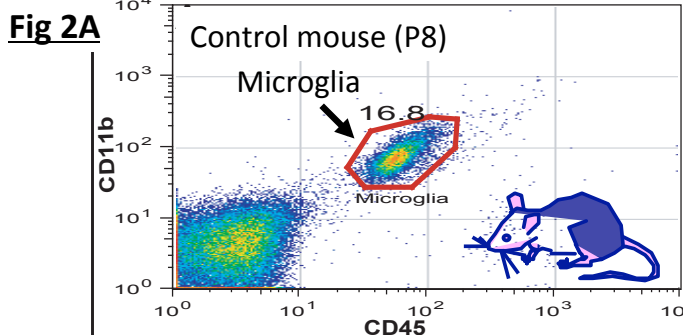 Fig 2A
Control mouse (P8)
Microglia
16.8
Microglia
CD11b
10⁴
10³
10²
10¹
10⁰
10⁰ 10¹ 10² 10³ 10
CD45